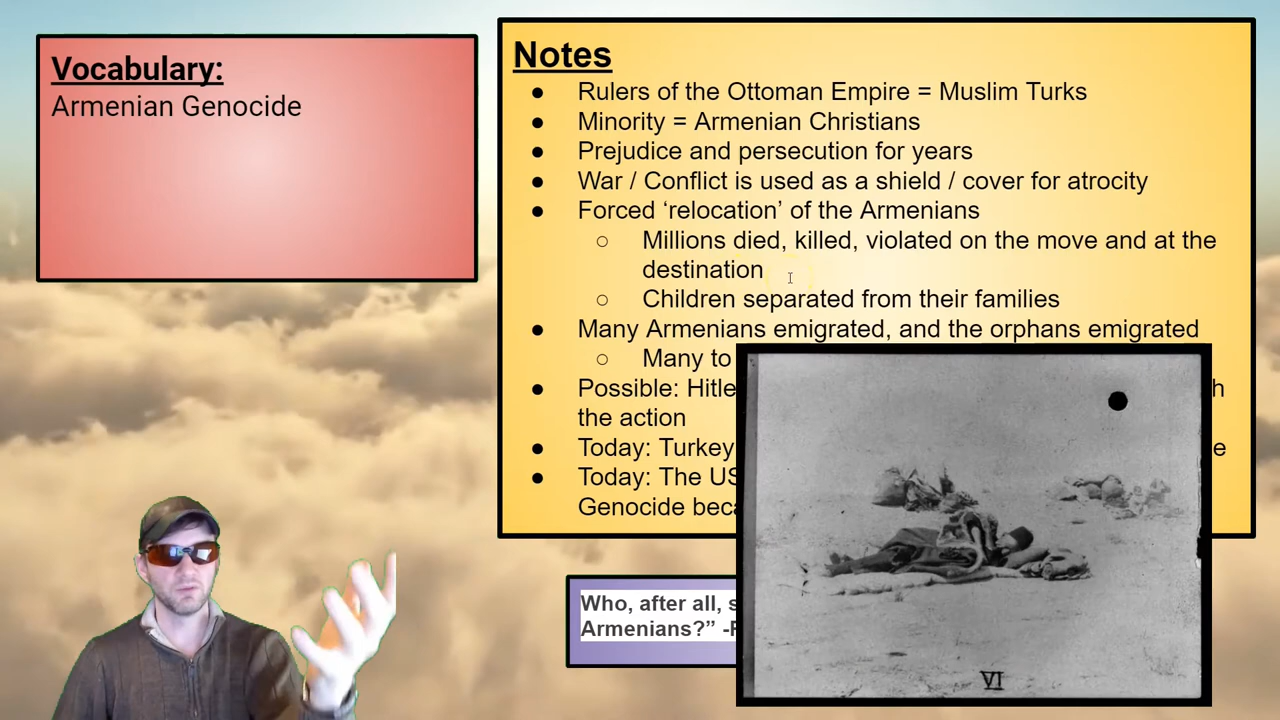 Vocabulary:
Armenian Genocide
Notes
● Rulers of the Ottoman Empire = Muslim Turks
● Minority = Armenian Christians
● Prejudice and persecution for years
● War / Conflict is used as a shield / cover for atrocity
● Forced ‘relocation’ of the Armenians
○ Millions died, killed, violated on the move and at the
destination
○ Children separated from their families
● Many Armenians emigrated, and the orphans emigrated
○ Many to
● Possible:
the action
● Today: Turkey
● Today: The US
Genocide
Who, after all,
Armenians?”
VI